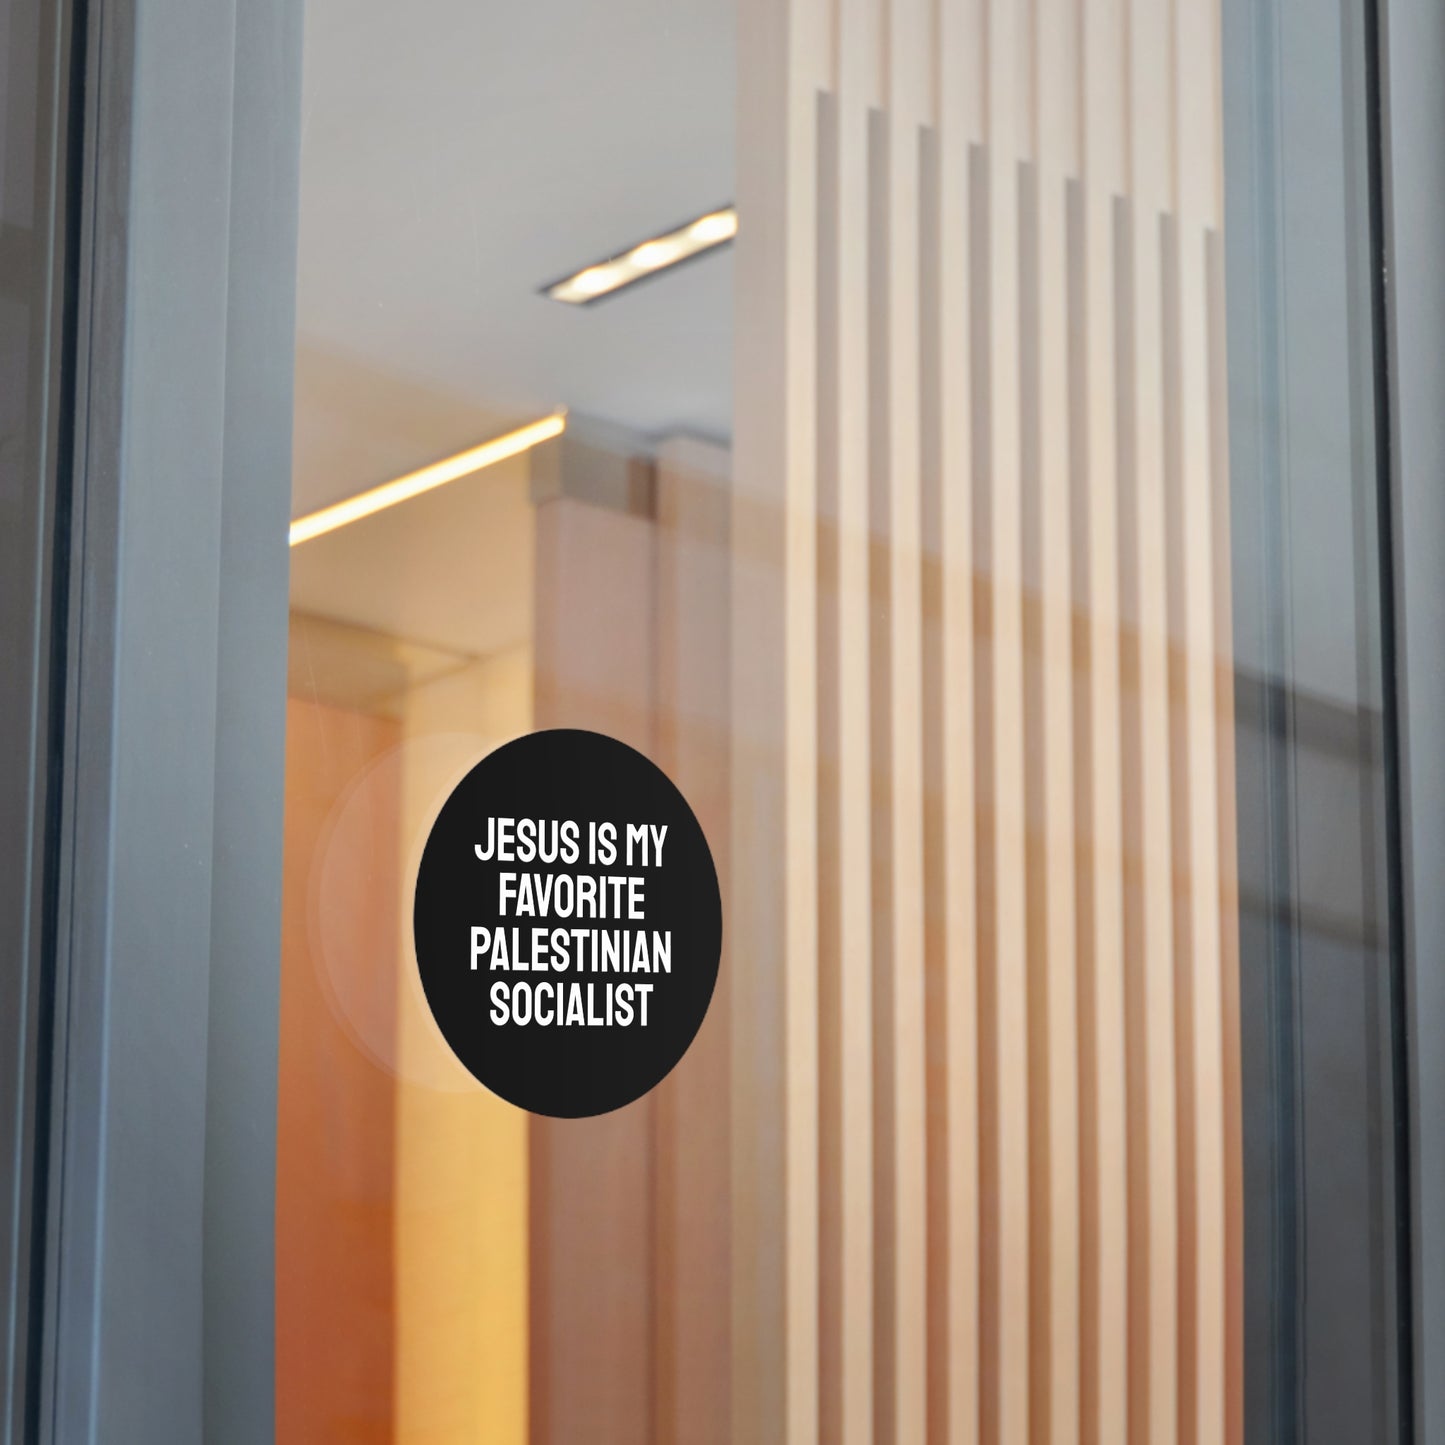 JESUS IS MY
FAVORITE
PALESTINIAN
SOCIALIST